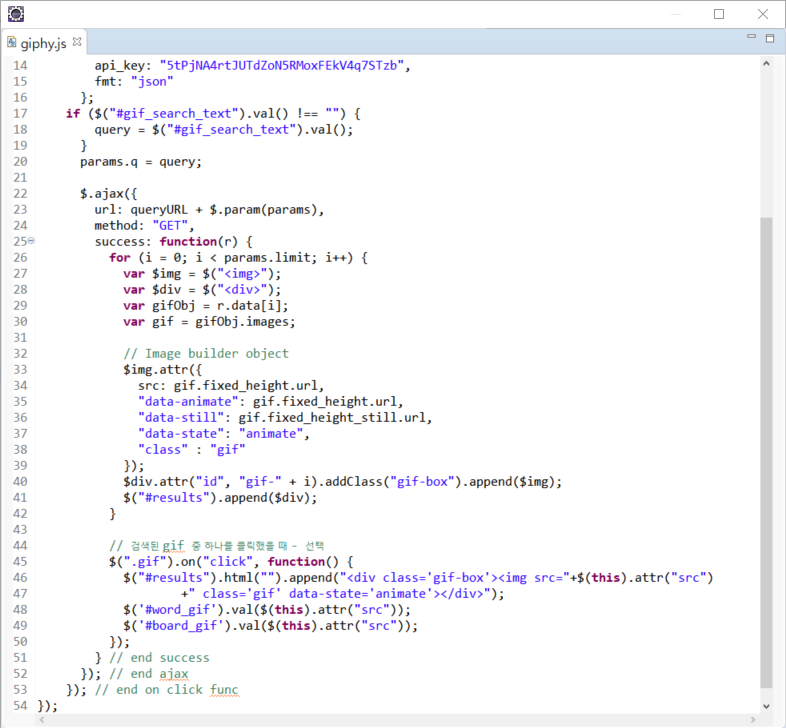 giphy.js
14 api_key: "5tPjNA4rtJUTdZoN5RMoxFEkV4q7STzb",
15 fmt: "json"
16 };
17 if ($("#gif_search_text").val() !== "") {
18 query = $("#gif_search_text").val();
19 }
20 params.q = query;
21
22 $.ajax({
23 url: queryURL + $.param(params),
24 method: "GET",
25 success: function(r) {
26 for (i = 0; i < params.limit; i++) {
27 var $img = $("<img>");
28 var $div = $("<div>");
29 var gifObj = r.data[i];
30 var gif = gifObj.images;
31
32 // Image builder object
33 $img.attr({
34 src: gif.fixed_height.url,
35 "data-animate": gif.fixed_height.url,
36 "data-still": gif.fixed_height_still.url,
37 "data-state": "animate",
38 "class" : "gif"
39 });
40 $div.attr("id", "gif-" + i).addClass("gif-box").append($img);
41 $("#results").append($div);
42 }
43
44 // 검색된 gif 중 하나를 클릭했을 때 - 선택
45 $(".gif").on("click", function() {
46 $("#results").html("").append("<div class='gif-box'><img src="+$(this).attr("src")
47 +" class='gif' data-state='animate'></div>");
48 $('#word_gif').val($(this).attr("src"));
49 $('#board_gif').val($(this).attr("src"));
50 });
51 } // end success
52 }); // end ajax
53 }); // end on click func
54 });